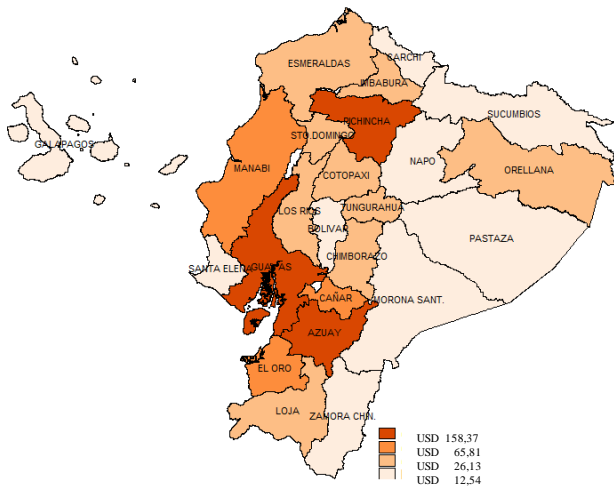 CARCHI
ESMERALDAS
IMBABURA
SUCUMBIOS
PICHINCHA
STO.DOMINGO
GALAPAGOS
NAPO
ORELLANA
MANABI
COTOPAXI
TUNGURAHUA
LOS RIOS
BOLIVAR
PASTAZA
CHIMBORAZO
SANTA ELENA
GUAYAS
CAÑAR
MORONA SANT.
AZUAY
EL ORO
LOJA
ZAMORA CHIN.
USD 158,37
USD 65,81
USD 26,13
USD 12,54